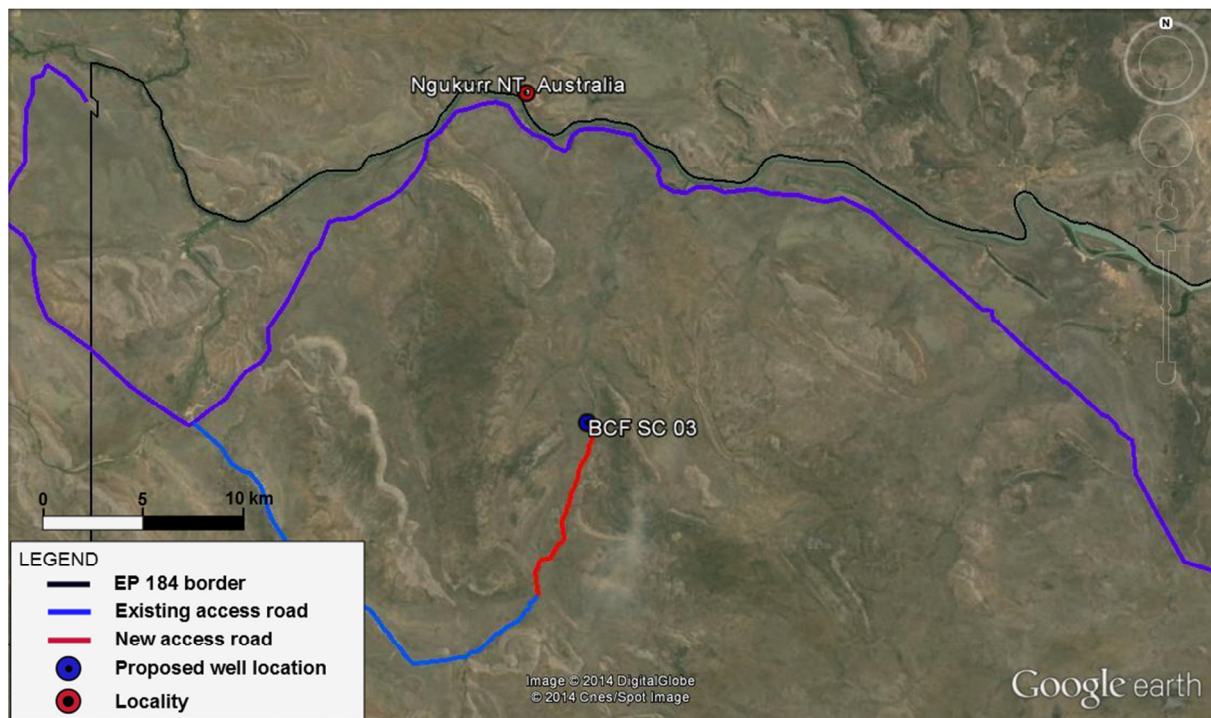 N
Ngukurr NT, Australia
BCF SC 03
0 5 10 km
LEGEND
EP 184 border
Existing access road
New access road
Proposed well location
Locality
Image © 2014 DigitalGlobe
© 2014 Cnes/Spot Image
Google earth